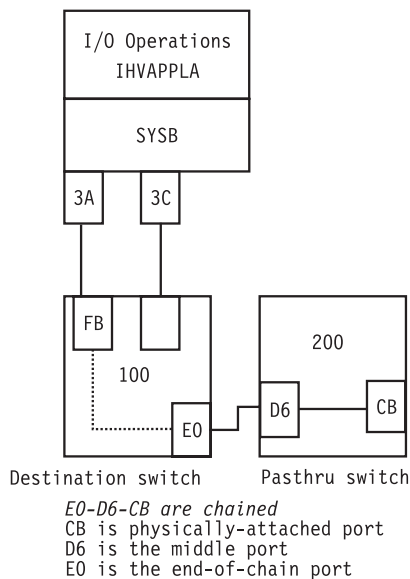 I/O Operations
IHVAPPLA
SYSB
3A
3C
FB
100
E0
200
D6
CB
Destination switch
Pasthru switch
E0-D6-CB are chained
CB is physically-attached port
D6 is the middle port
E0 is the end-of-chain port